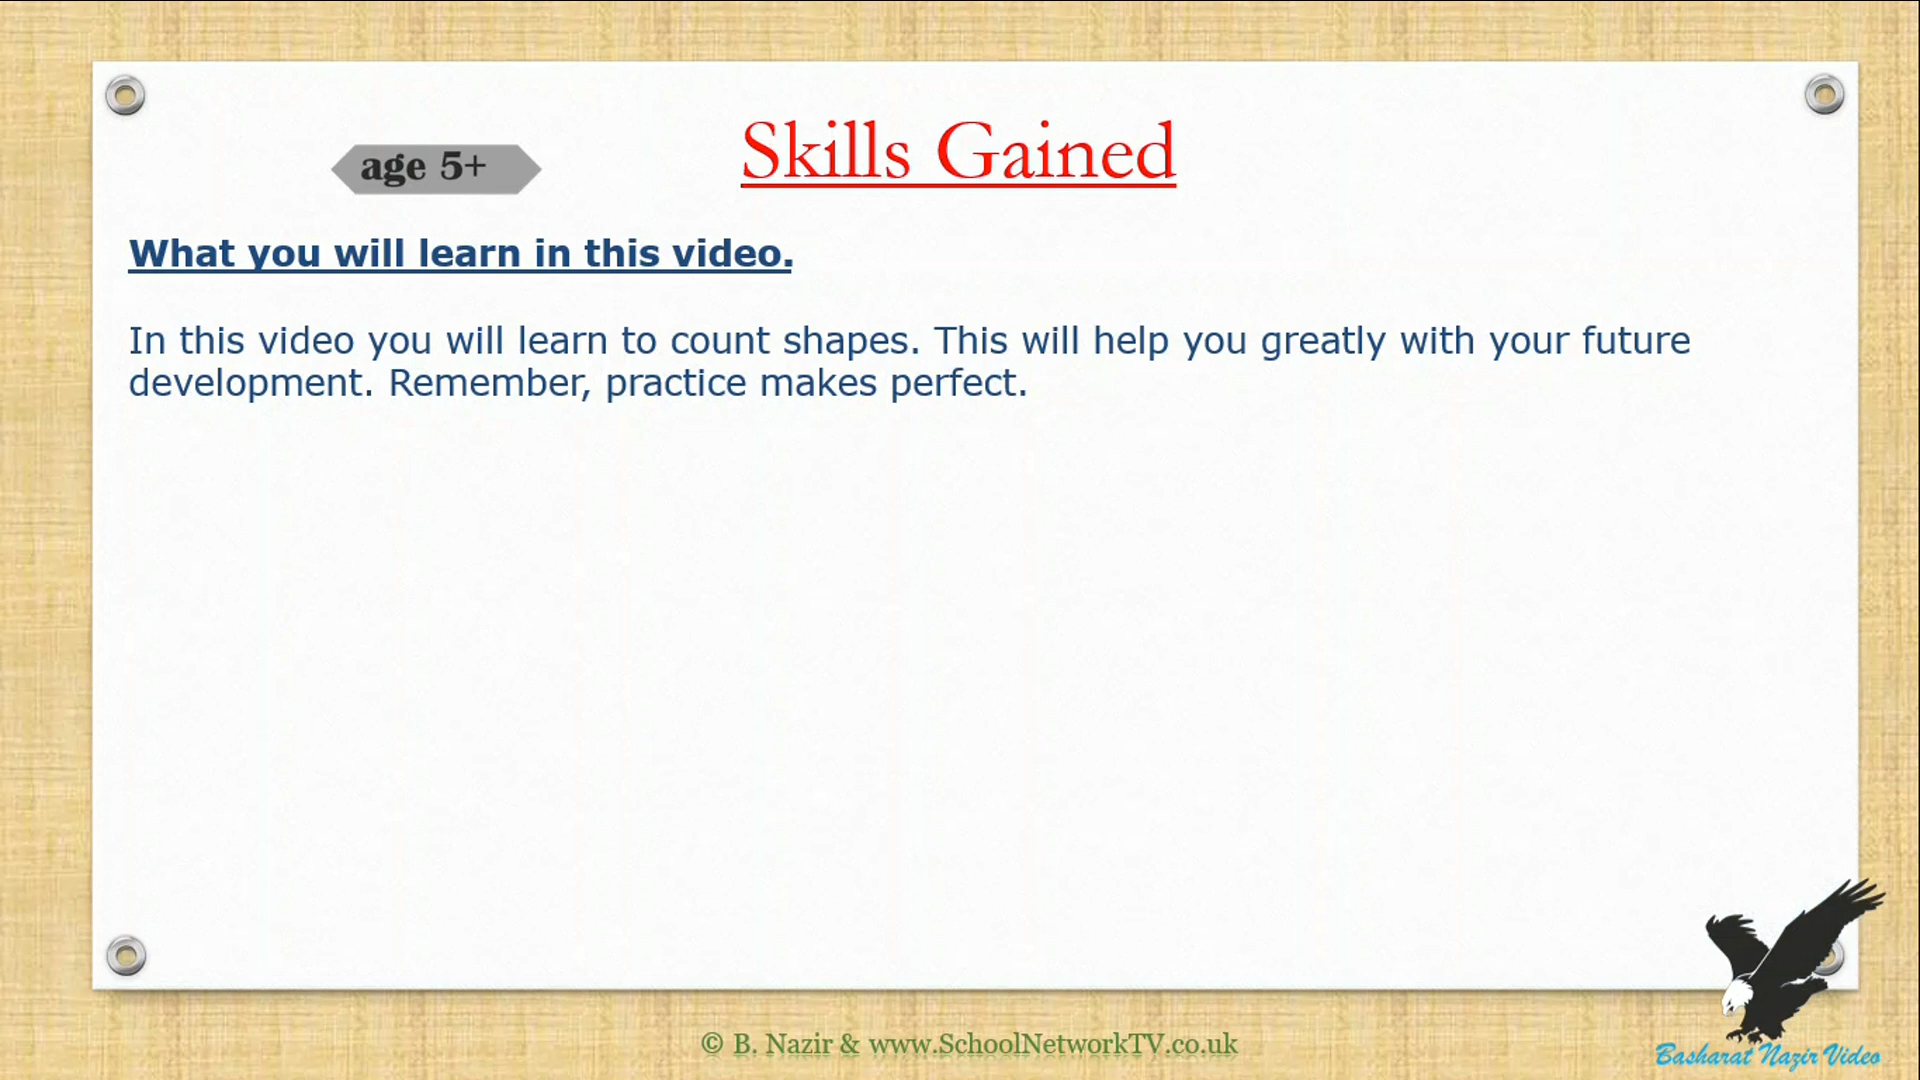 Skills Gained
age 5+
What you will learn in this video.
In this video you will learn to count shapes. This will help you greatly with your future
development. Remember, practice makes perfect.
© B. Nazir & www.SchoolNetworkTV.co.uk
Basharat Nazir Video